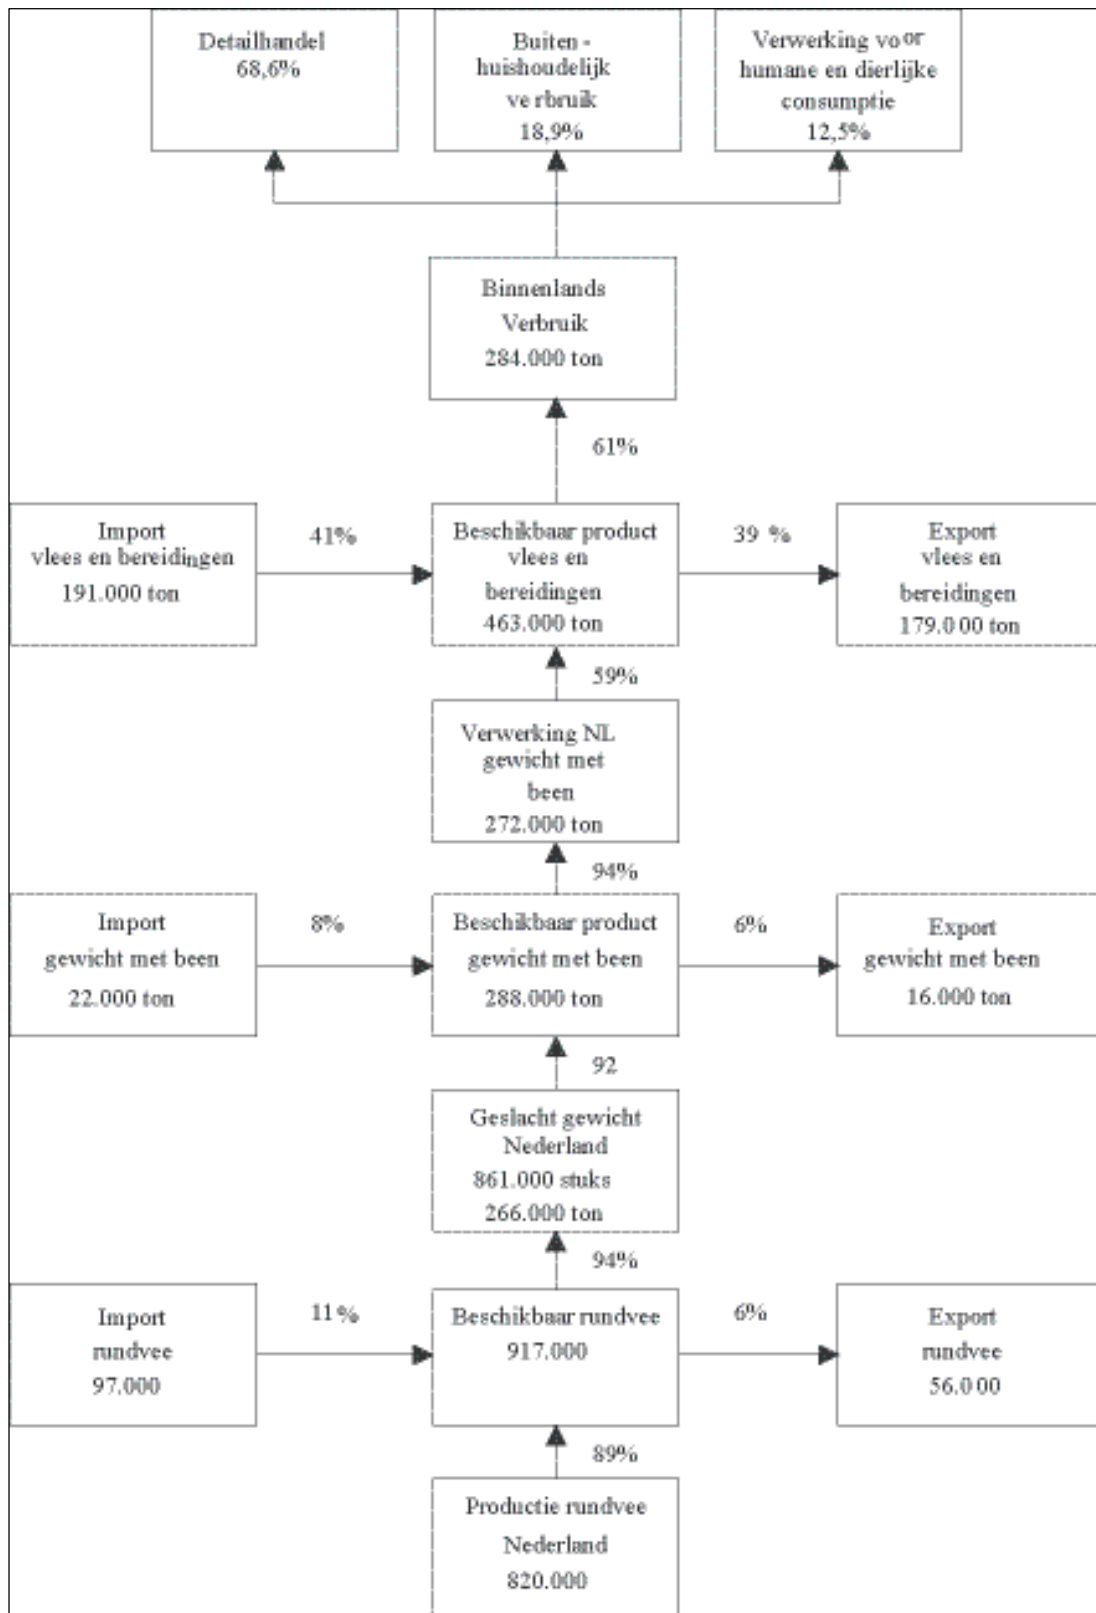 Detailhandel
68,6%
Buiten -
huishoudelijk
ve rbruik
18,9%
Verwerking vo or
humane en dierlijke
consumptie
12,5%
Binnenlands
Verbruik
284.000 ton
61%
Import
vlees en bereidingen
191.000 ton
41%
Beschikbaar product
vlees en
bereidingen
463.000 ton
39 %
Export
vlees en
bereidingen
179.0 00 ton
59%
Verwerking NL
gewicht met
been
272.000 ton
94%
Import
gewicht met been
22.000 ton
8%
Beschikbaar product
gewicht met been
288.000 ton
6%
Export
gewicht met been
16.000 ton
92
Geslacht gewicht
Nederland
861.000 stuks
266.000 ton
94%
Import
rundvee
97.000
11%
Beschikbaar rundvee
917.000
6%
Export
rundvee
56.0 00
89%
Productie rundvee
Nederland
820.000